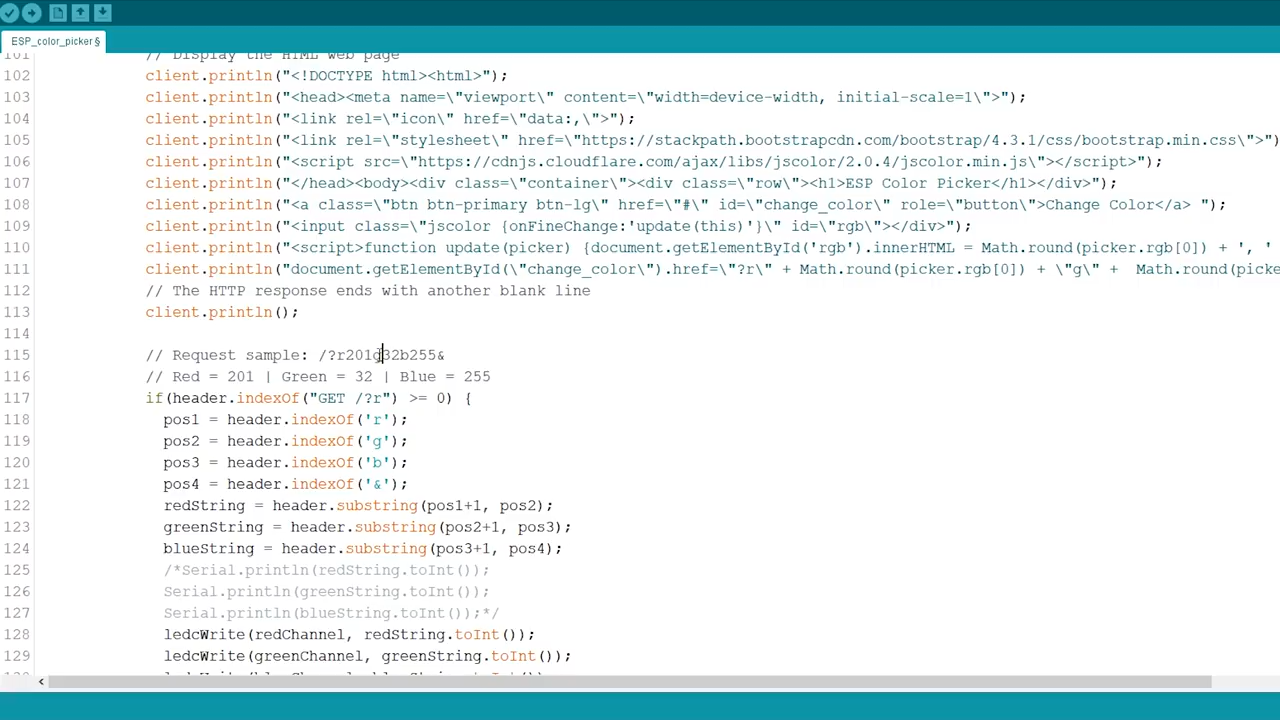 ESP_color_picker §
101 // Display the HTML web page
102 client.println("<!DOCTYPE html><html>");
103 client.println("<head><meta name=\"viewport\" content=\"width=device-width, initial-scale=1\">");
104 client.println("<link rel=\"icon\" href=\"data:,\">");
105 client.println("<link rel=\"stylesheet\" href=\"https://stackpath.bootstrapcdn.com/bootstrap/4.3.1/css/bootstrap.min.css\">")
106 client.println("<script src=\"https://cdnjs.cloudflare.com/ajax/libs/jscolor/2.0.4/jscolor.min.js\"></script>");
107 client.println("</head><body><div class=\"container\"><div class=\"row\"><h1>ESP Color Picker</h1></div>");
108 client.println("<a class=\"btn btn-primary btn-lg\" href=\"#\" id=\"change_color\" role=\"button\">Change Color</a> ");
109 client.println("<input class=\"jscolor {onFineChange:'update(this)'}\" id=\"rgb\"></div>");
110 client.println("<script>function update(picker) {document.getElementById('rgb').innerHTML = Math.round(picker.rgb[0]) + ', '
111 client.println("document.getElementById(\"change_color\").href=\"?r\" + Math.round(picker.rgb[0]) + \"g\" +  Math.round(picke
112 // The HTTP response ends with another blank line
113 client.println();
114
115 // Request sample: /?r201g32b255&
116 // Red = 201 | Green = 32 | Blue = 255
117 if(header.indexOf("GET /?r") >= 0) {
118 pos1 = header.indexOf('r');
119 pos2 = header.indexOf('g');
120 pos3 = header.indexOf('b');
121 pos4 = header.indexOf('&');
122 redString = header.substring(pos1+1, pos2);
123 greenString = header.substring(pos2+1, pos3);
124 blueString = header.substring(pos3+1, pos4);
125 /*Serial.println(redString.toInt());
126 Serial.println(greenString.toInt());
127 Serial.println(blueString.toInt());*/
128 ledcWrite(redChannel, redString.toInt());
129 ledcWrite(greenChannel, greenString.toInt());